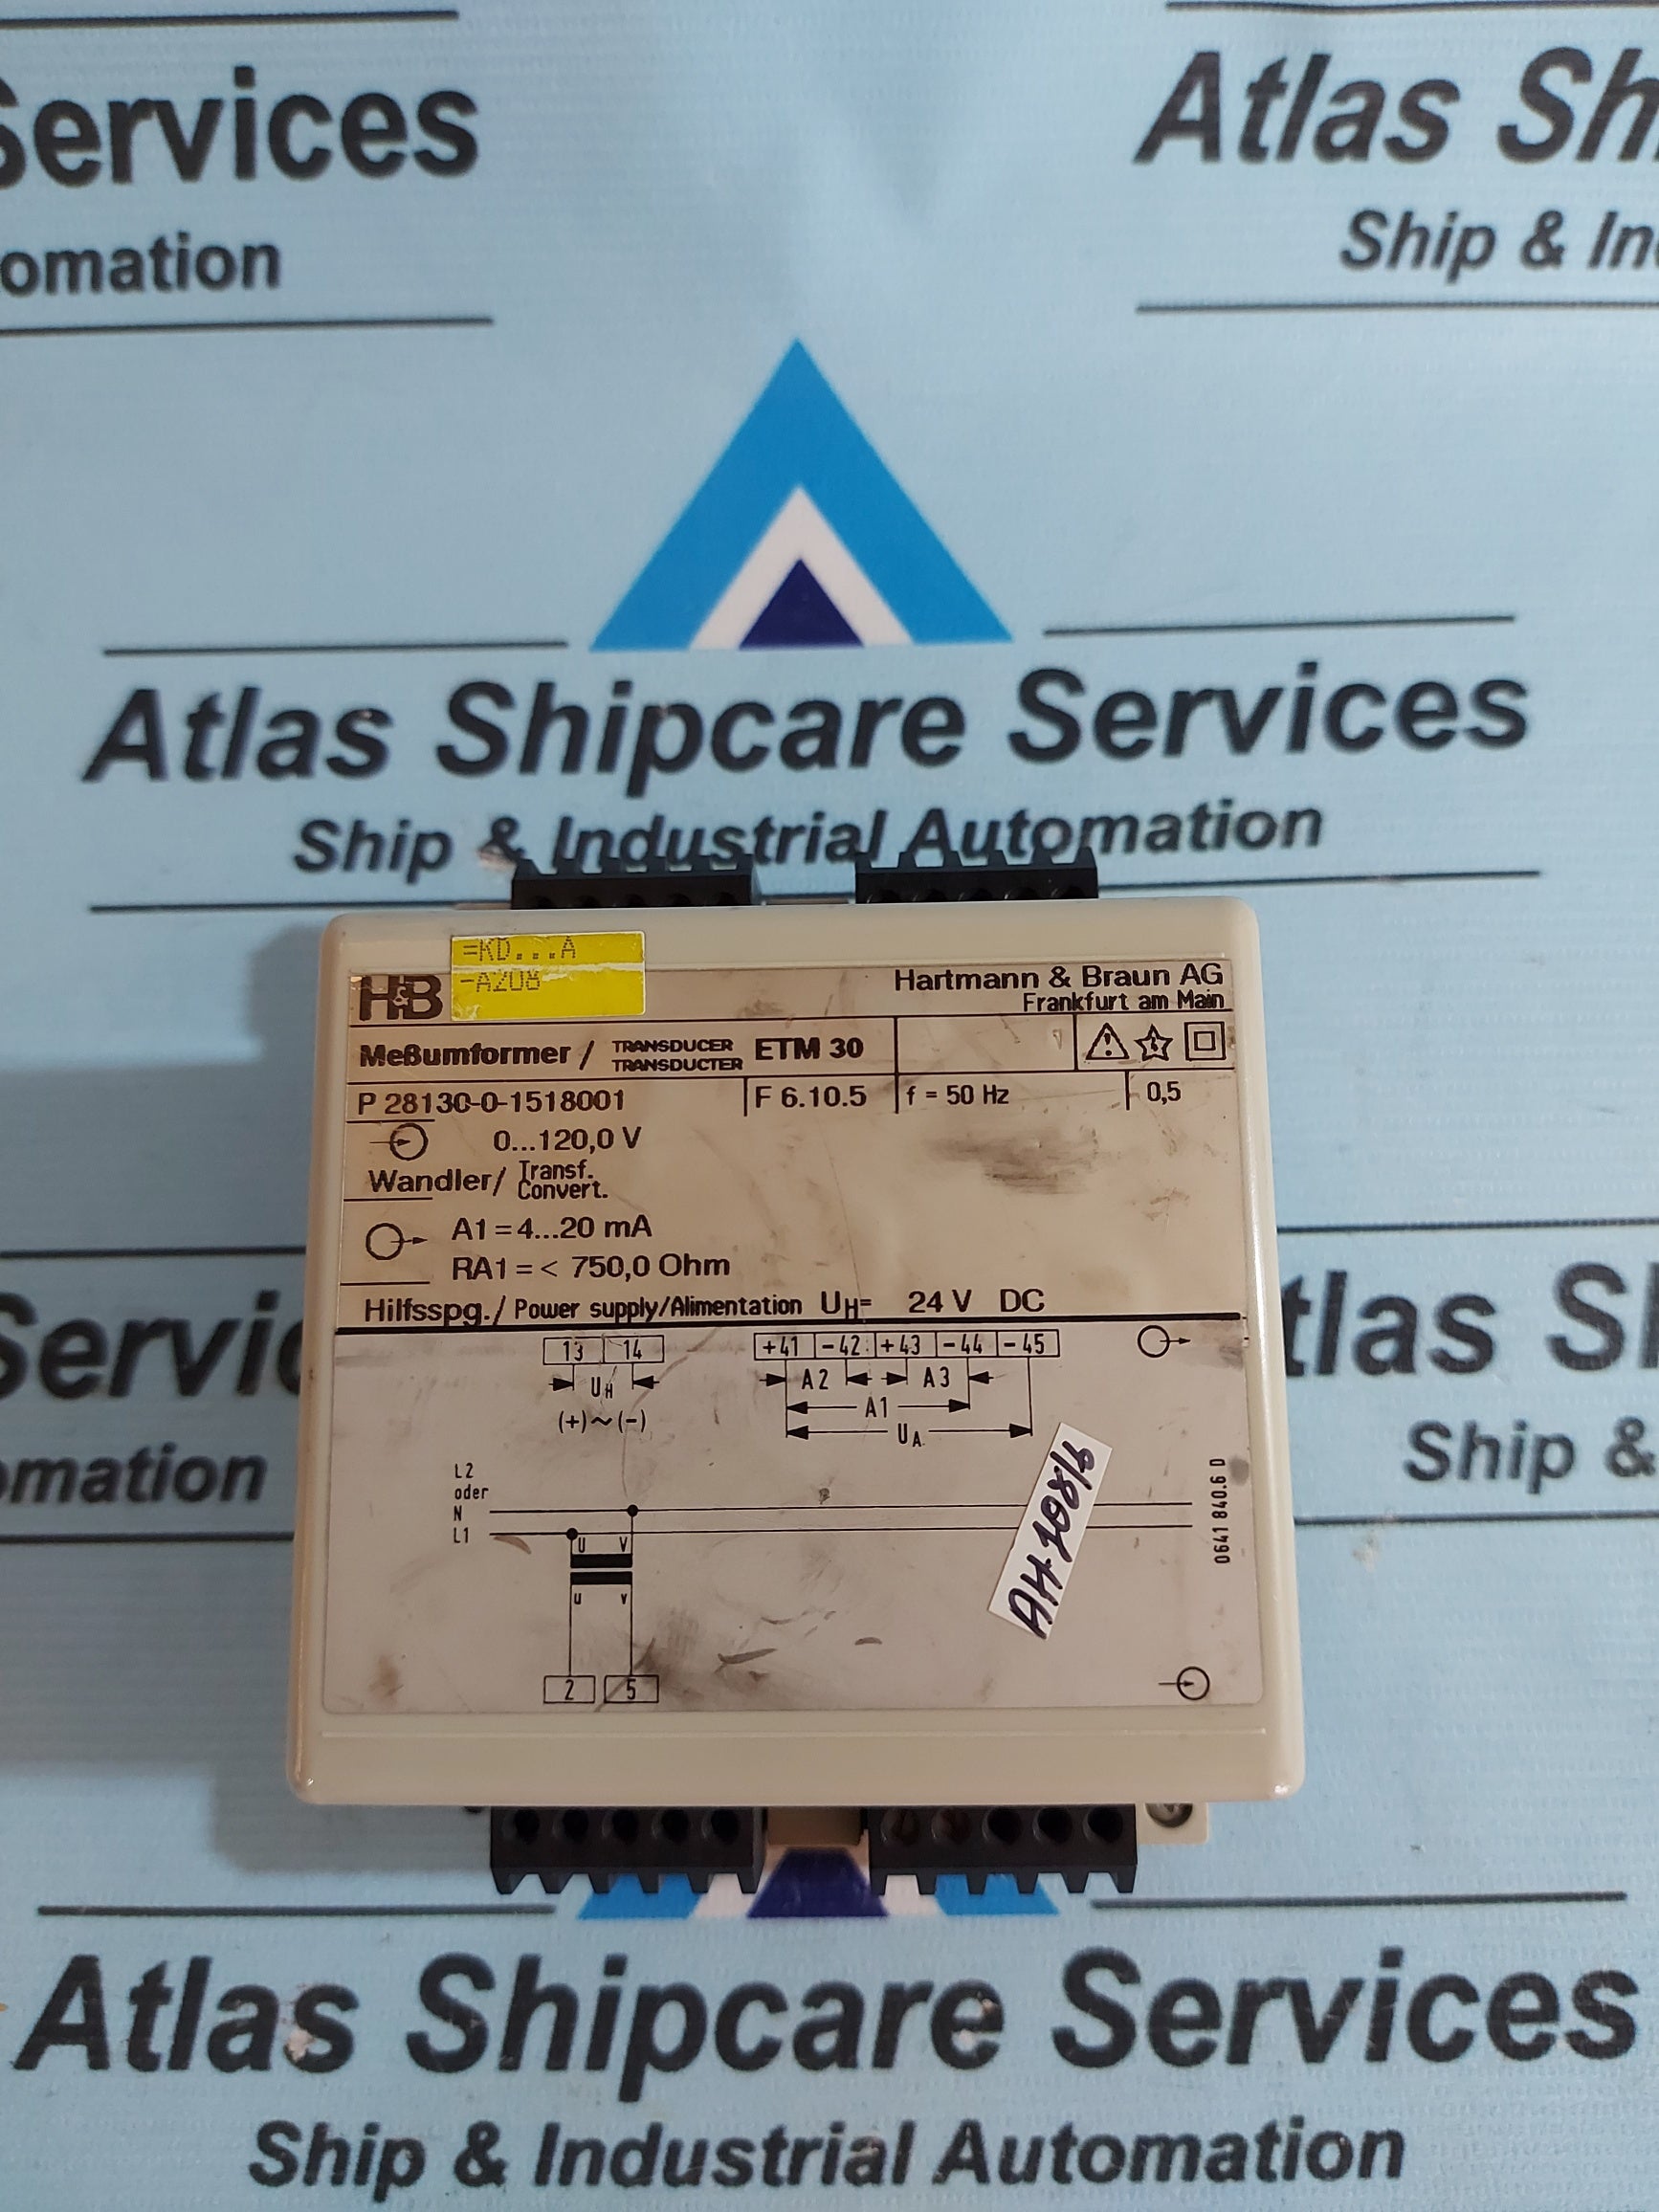 Services
Atlas Sh
omation
Ship & In
Atlas Shipcare Services
Ship & Industrial Automation
=KD...A
-A208
H&B
Hartmann & Braun AG
Frankfurt am Main
Meßumformer / TRANSDUCER ETM 30
TRANSDUCTER
P 28130-0-1518001 F 6.10.5 f = 50 Hz 0,5
0...120,0 V
Wandler/ Transf.
Convert.
A1 = 4...20 mA
RA1 = < 750,0 Ohm
Hilfsspg./ Power supply/Alimentation UH= 24 V DC
13 14 +41 -42 +43 -44 -45
UH A2 A3
A1
(+)~(-) UA
L2
oder
N
L1
U V
u v
2 5
0641 840.6 D
Servic
tlas Sh
omation
Ship &
Atlas Shipcare Services
Ship & Industrial Automation